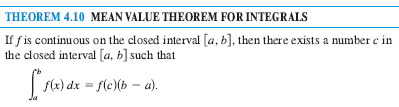 THEOREM 4.10 MEAN VALUE THEOREM FOR INTEGRALS
If f is continuous on the closed interval [a, b], then there exists a number c in
the closed interval [a, b] such that
∫_a^b f(x) dx = f(c)(b − a).